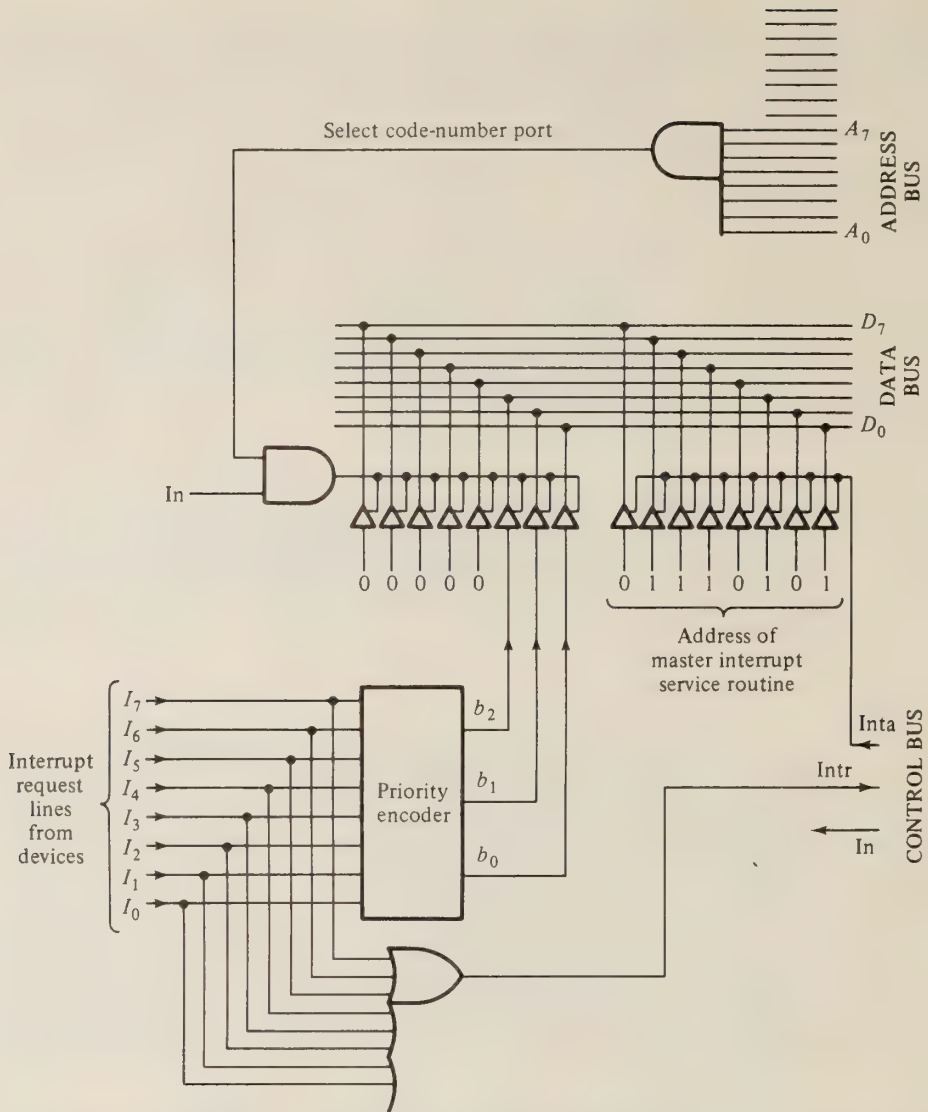 Select code-number port
A7
A0
ADDRESS
BUS
D7
D0
DATA
BUS
In
0 0 0 0 0
0 1 1 1 0 1 0 1
Address of
master interrupt
service routine
Interrupt
request
lines
from
devices
I7
I6
I5
I4
I3
I2
I1
I0
Priority
encoder
b2
b1
b0
Inta
Intr
In
CONTROL BUS